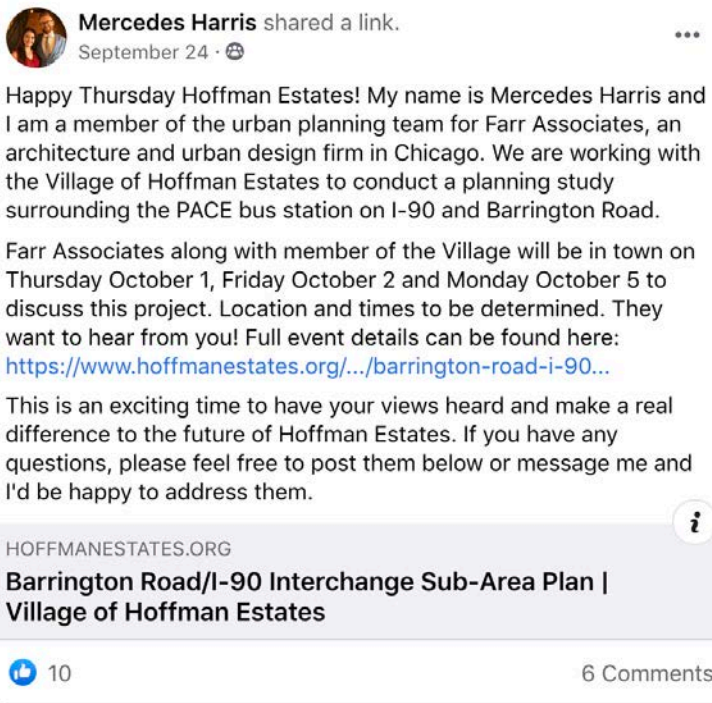 Mercedes Harris shared a link.
September 24 ·
Happy Thursday Hoffman Estates! My name is Mercedes Harris and
I am a member of the urban planning team for Farr Associates, an
architecture and urban design firm in Chicago. We are working with
the Village of Hoffman Estates to conduct a planning study
surrounding the PACE bus station on I-90 and Barrington Road.
Farr Associates along with member of the Village will be in town on
Thursday October 1, Friday October 2 and Monday October 5 to
discuss this project. Location and times to be determined. They
want to hear from you! Full event details can be found here:
https://www.hoffmanestates.org/.../barrington-road-i-90...
This is an exciting time to have your views heard and make a real
difference to the future of Hoffman Estates. If you have any
questions, please feel free to post them below or message me and
I'd be happy to address them.
HOFFMANESTATES.ORG
Barrington Road/I-90 Interchange Sub-Area Plan |
Village of Hoffman Estates
10 6 Comments